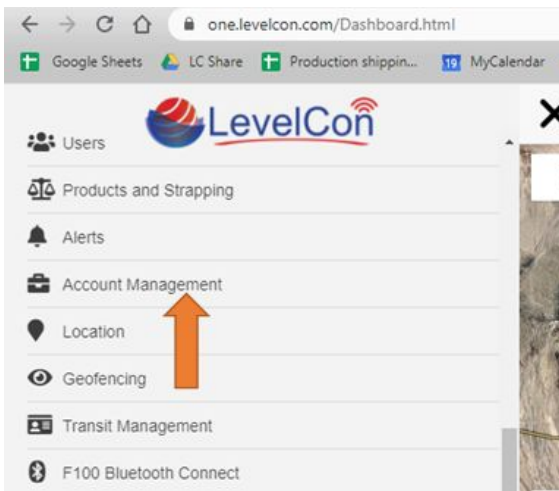 one.levelcon.com/Dashboard.html
Google Sheets LC Share Production shippin... 19 MyCalendar
LevelCon
Users
Products and Strapping
Alerts
Account Management
Location
Geofencing
Transit Management
F100 Bluetooth Connect